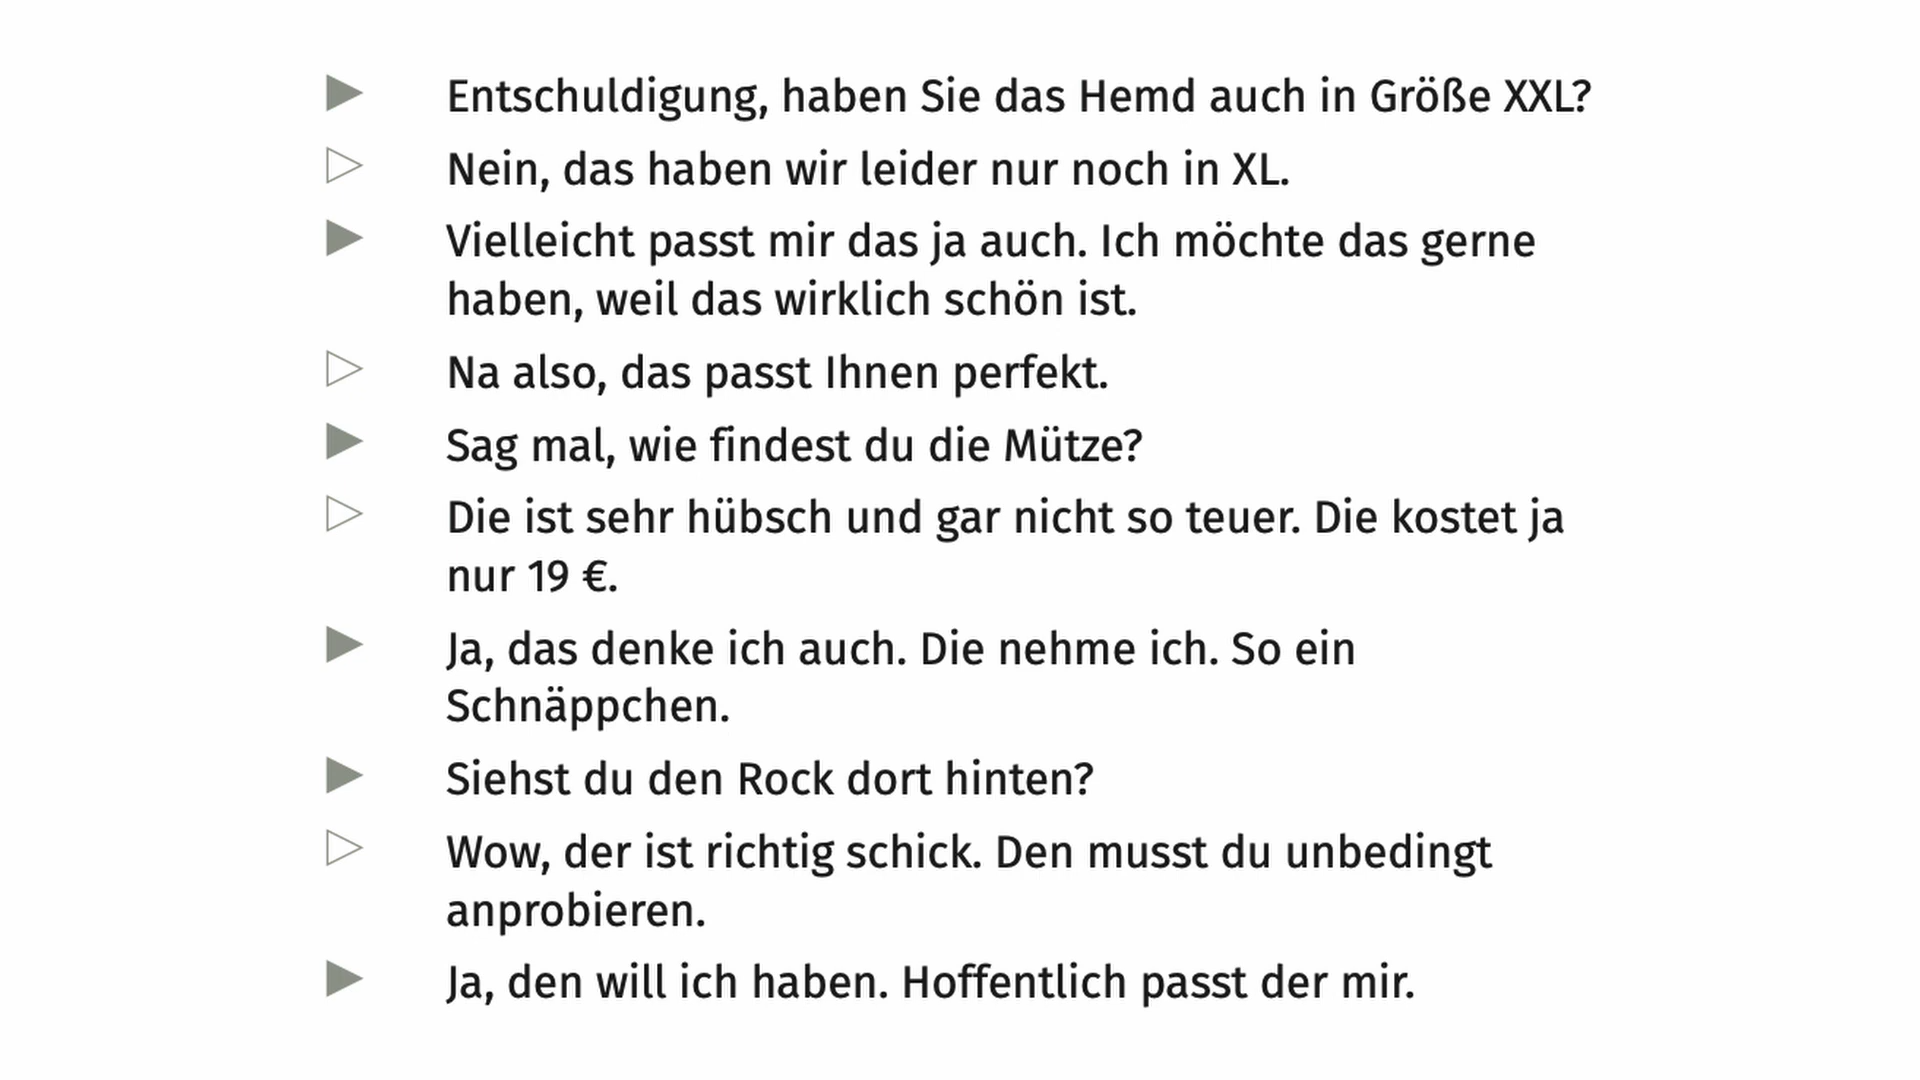 Entschuldigung, haben Sie das Hemd auch in Größe XXL?
Nein, das haben wir leider nur noch in XL.
Vielleicht passt mir das ja auch. Ich möchte das gerne
haben, weil das wirklich schön ist.
Na also, das passt Ihnen perfekt.
Sag mal, wie findest du die Mütze?
Die ist sehr hübsch und gar nicht so teuer. Die kostet ja
nur 19 €.
Ja, das denke ich auch. Die nehme ich. So ein
Schnäppchen.
Siehst du den Rock dort hinten?
Wow, der ist richtig schick. Den musst du unbedingt
anprobieren.
Ja, den will ich haben. Hoffentlich passt der mir.